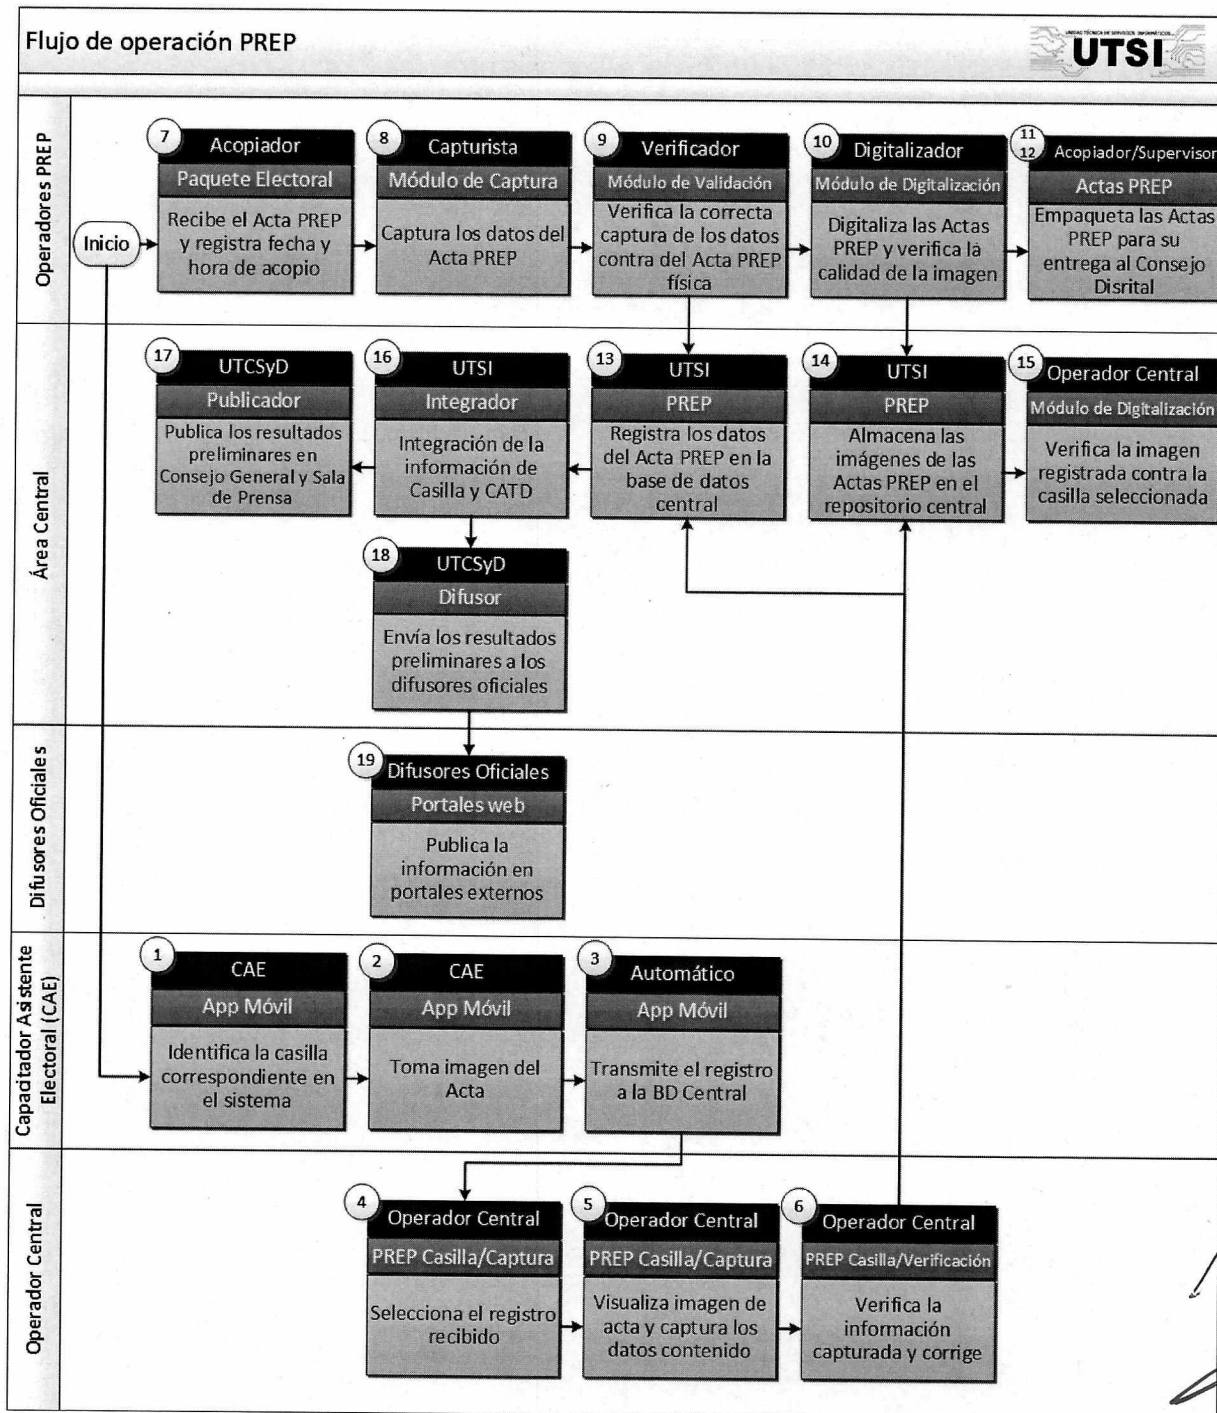 Flujo de operación PREP
UNIDAD TÉCNICA DE SERVICIOS INFORMÁTICOS
UTSI
Operadores PREP
Inicio
7
Acopiador
Paquete Electoral
Recibe el Acta PREP
y registra fecha y
hora de acopio
8
Capturista
Módulo de Captura
Captura los datos del
Acta PREP
9
Verificador
Módulo de Validación
Verifica la correcta
captura de los datos
contra del Acta PREP
física
10
Digitalizador
Módulo de Digitalización
Digitaliza las Actas
PREP y verifica la
calidad de la imagen
11
12
Acopiador/Supervisor
Actas PREP
Empaqueta las Actas
PREP para su
entrega al Consejo
Disrital
Área Central
17
UTCSyD
Publicador
Publica los resultados
preliminares en
Consejo General y Sala
de Prensa
16
UTSI
Integrador
Integración de la
información de
Casilla y CATD
13
UTSI
PREP
Registra los datos
del Acta PREP en la
base de datos
central
14
UTSI
PREP
Almacena las
imágenes de las
Actas PREP en el
repositorio central
15
Operador Central
Módulo de Digitalización
Verifica la imagen
registrada contra la
casilla seleccionada
18
UTCSyD
Difusor
Envía los resultados
preliminares a los
difusores oficiales
Difusores Oficiales
19
Difusores Oficiales
Portales web
Publica la
información en
portales externos
Capacitador Asistente
Electoral (CAE)
1
CAE
App Móvil
Identifica la casilla
correspondiente en
el sistema
2
CAE
App Móvil
Toma imagen del
Acta
3
Automático
App Móvil
Transmite el registro
a la BD Central
Operador Central
4
Operador Central
PREP Casilla/Captura
Selecciona el registro
recibido
5
Operador Central
PREP Casilla/Captura
Visualiza imagen de
acta y captura los
datos contenido
6
Operador Central
PREP Casilla/Verificación
Verifica la
información
capturada y corrige